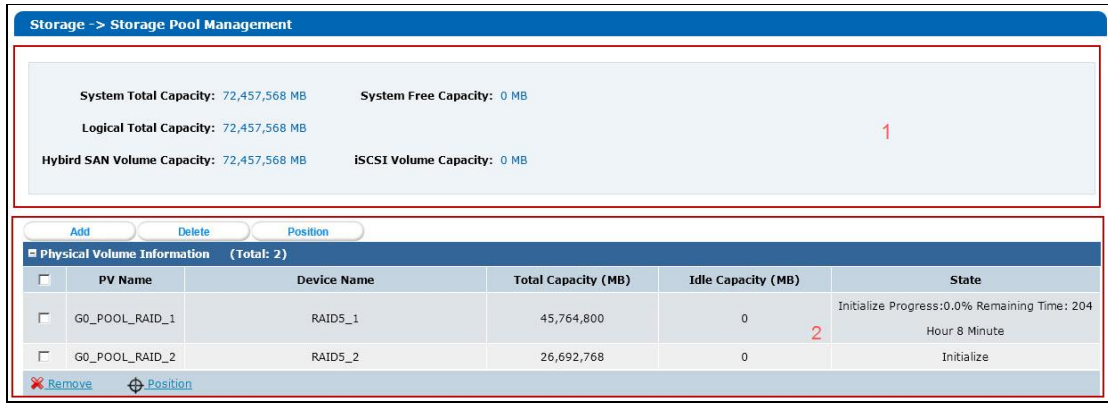 Storage -> Storage Pool Management
System Total Capacity: 72,457,568 MB System Free Capacity: 0 MB
Logical Total Capacity: 72,457,568 MB
1
Hybird SAN Volume Capacity: 72,457,568 MB iSCSI Volume Capacity: 0 MB
Add Delete Position
Physical Volume Information (Total: 2)
PV Name Device Name Total Capacity (MB) Idle Capacity (MB) State
G0_POOL_RAID_1 RAID5_1 45,764,800 0 Initialize Progress:0.0% Remaining Time: 204
Hour 8 Minute
2
G0_POOL_RAID_2 RAID5_2 26,692,768 0 Initialize
Remove Position